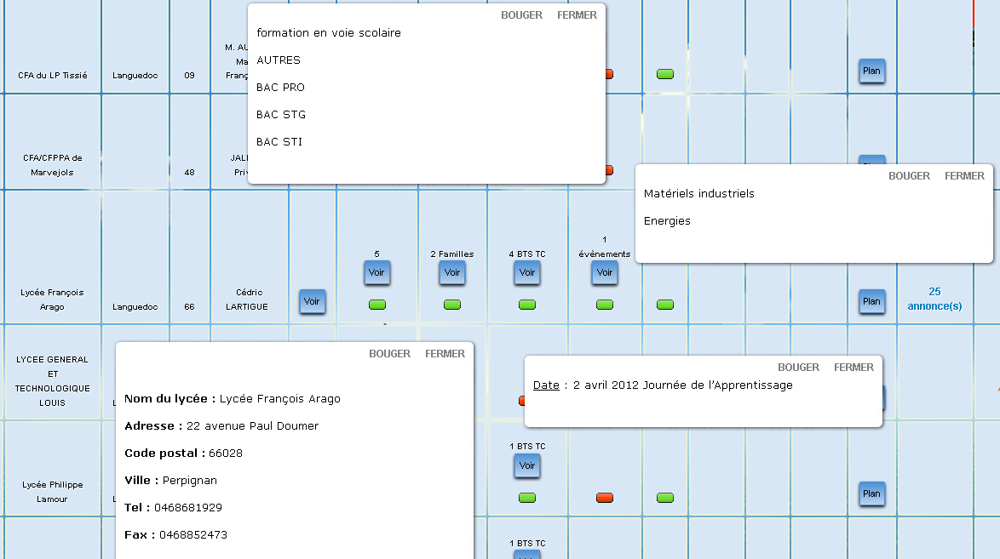 BOUGER FERMER
formation en voie scolaire
AUTRES
BAC PRO
BAC STG
BAC STI
M. AU
Ma
CFA du LP Tissié Languedoc 09 Franç Plan
CFA/CFPPA de
Marvejols 48 JALI
Priv
BOUGER FERMER
Matériels industriels
Energies
1
5 2 Familles 4 BTS TC évènements
Voir Voir Voir Voir
Lycée François
Arago Languedoc 66 Cédric
LARTIGUE Voir Plan 25
annonce(s)
LYCEE GENERAL
ET
TECHNOLOGIQUE
LOUIS L
BOUGER FERMER
Nom du lycée : Lycée François Arago
Adresse : 22 avenue Paul Doumer
Code postal : 66028
Ville : Perpignan
Tel : 0468681929
Fax : 0468852473
BOUGER FERMER
Date : 2 avril 2012 Journée de l'Apprentissage
1 BTS TC
Voir
Lycée Philippe
Lamour L Plan
1 BTS TC